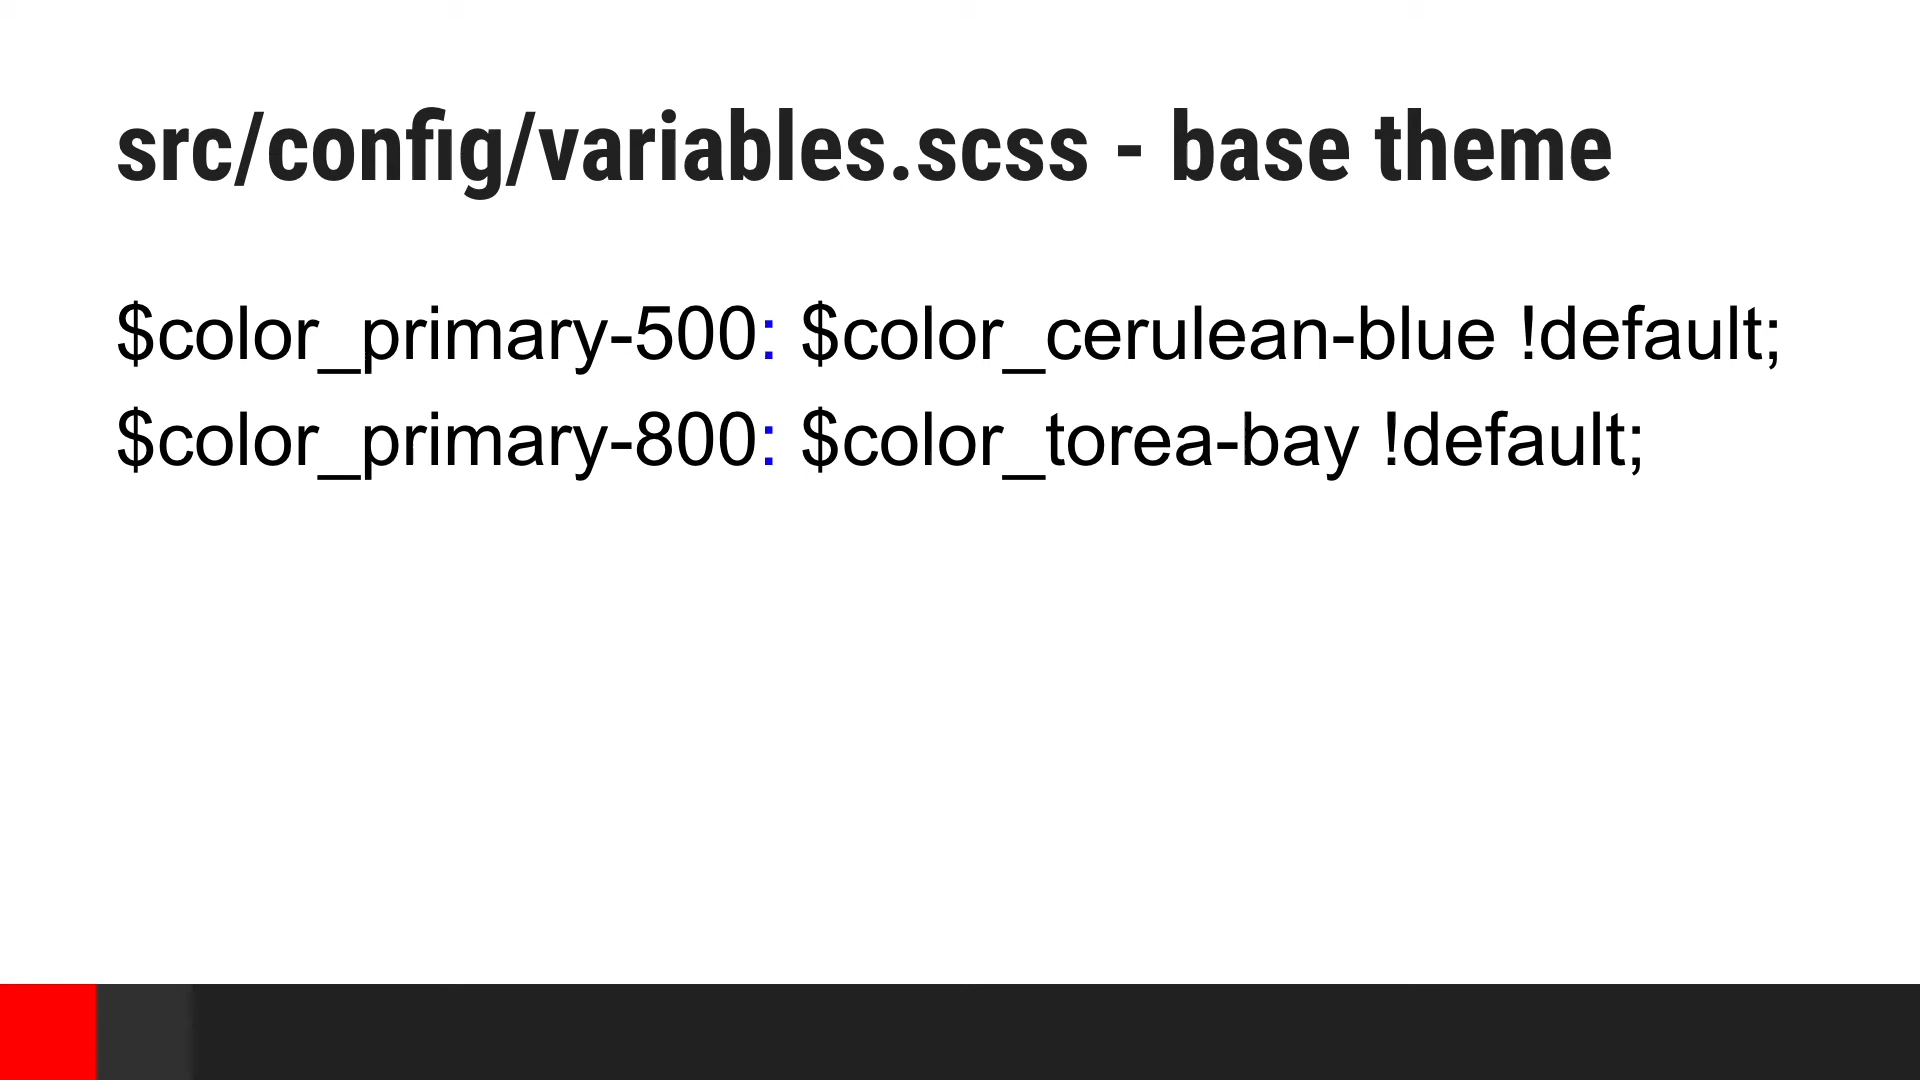 src/config/variables.scss - base theme
$color_primary-500: $color_cerulean-blue !default;
$color_primary-800: $color_torea-bay !default;